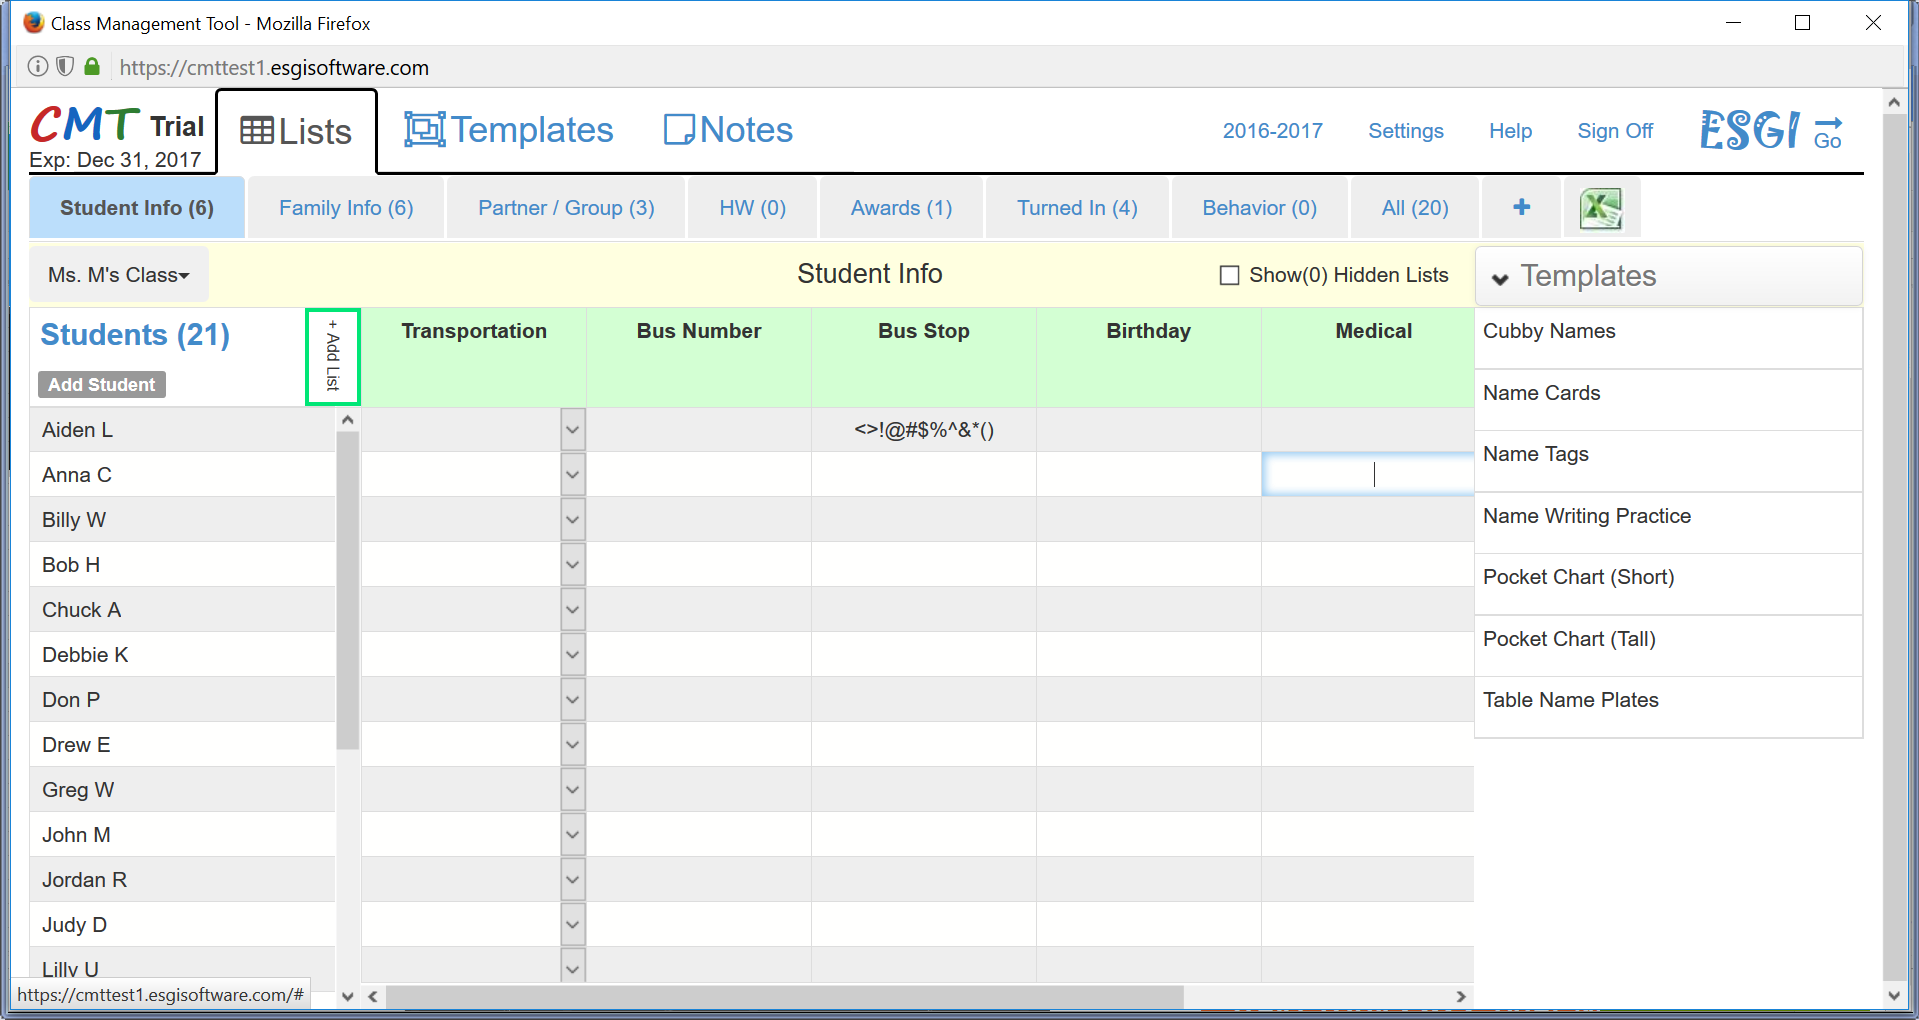 Class Management Tool - Mozilla Firefox
https://cmttest1.esgisoftware.com
CMT Trial
Exp: Dec 31, 2017
Lists
Templates
Notes
2016-2017
Settings
Help
Sign Off
ESGI
Go
Student Info (6)
Family Info (6)
Partner / Group (3)
HW (0)
Awards (1)
Turned In (4)
Behavior (0)
All (20)
+
Ms. M's Class
Student Info
Show(0) Hidden Lists
Templates
Students (21)
Add Student
+ Add List
Transportation
Bus Number
Bus Stop
Birthday
Medical
Cubby Names
Name Cards
Name Tags
Name Writing Practice
Pocket Chart (Short)
Pocket Chart (Tall)
Table Name Plates
Aiden L
<>!@#$%^&*()
Anna C
Billy W
Bob H
Chuck A
Debbie K
Don P
Drew E
Greg W
John M
Jordan R
Judy D
Lilly U
https://cmttest1.esgisoftware.com/#